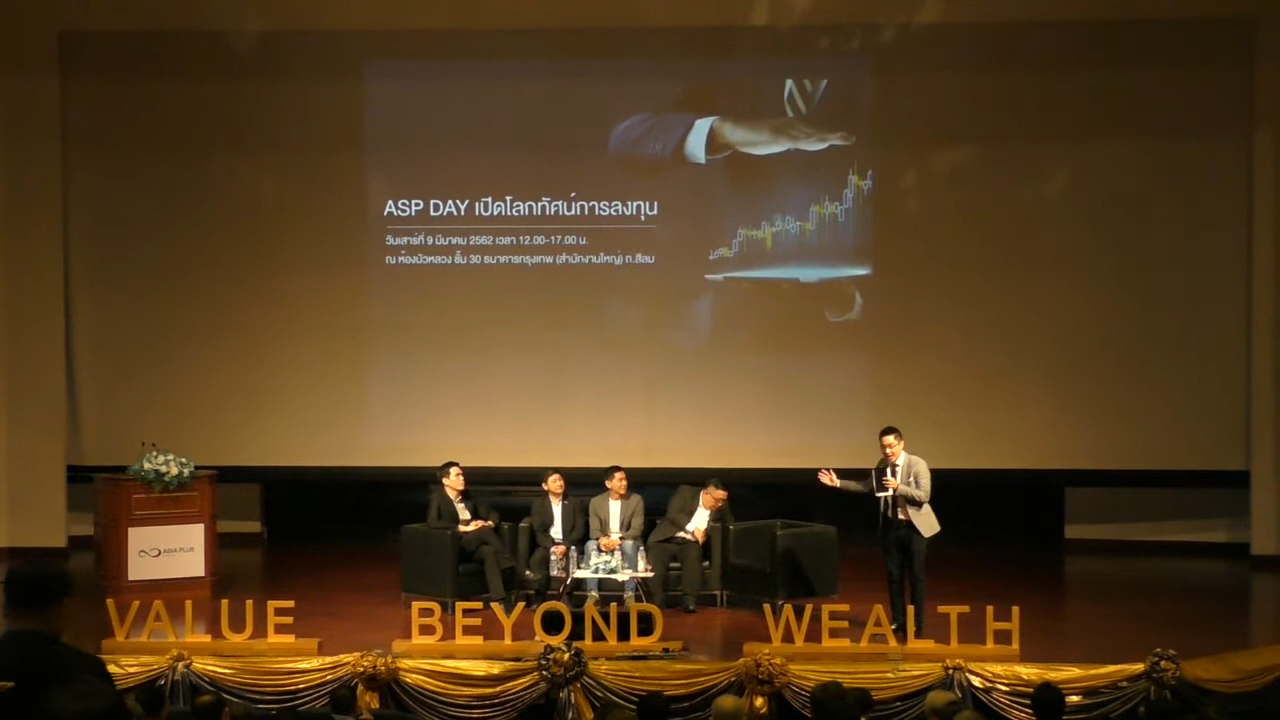 ASP DAY เปิดโลกทัศน์การลงทุน
วันเสาร์ที่ 9 มีนาคม 2562 เวลา 12.00-17.00 น.
ณ ห้องบัวหลวง ชั้น 30 ธนาคารกรุงเทพ (สำนักงานใหญ่) ถ.สีลม
ASIA PLUS
VALUE BEYOND WEALTH